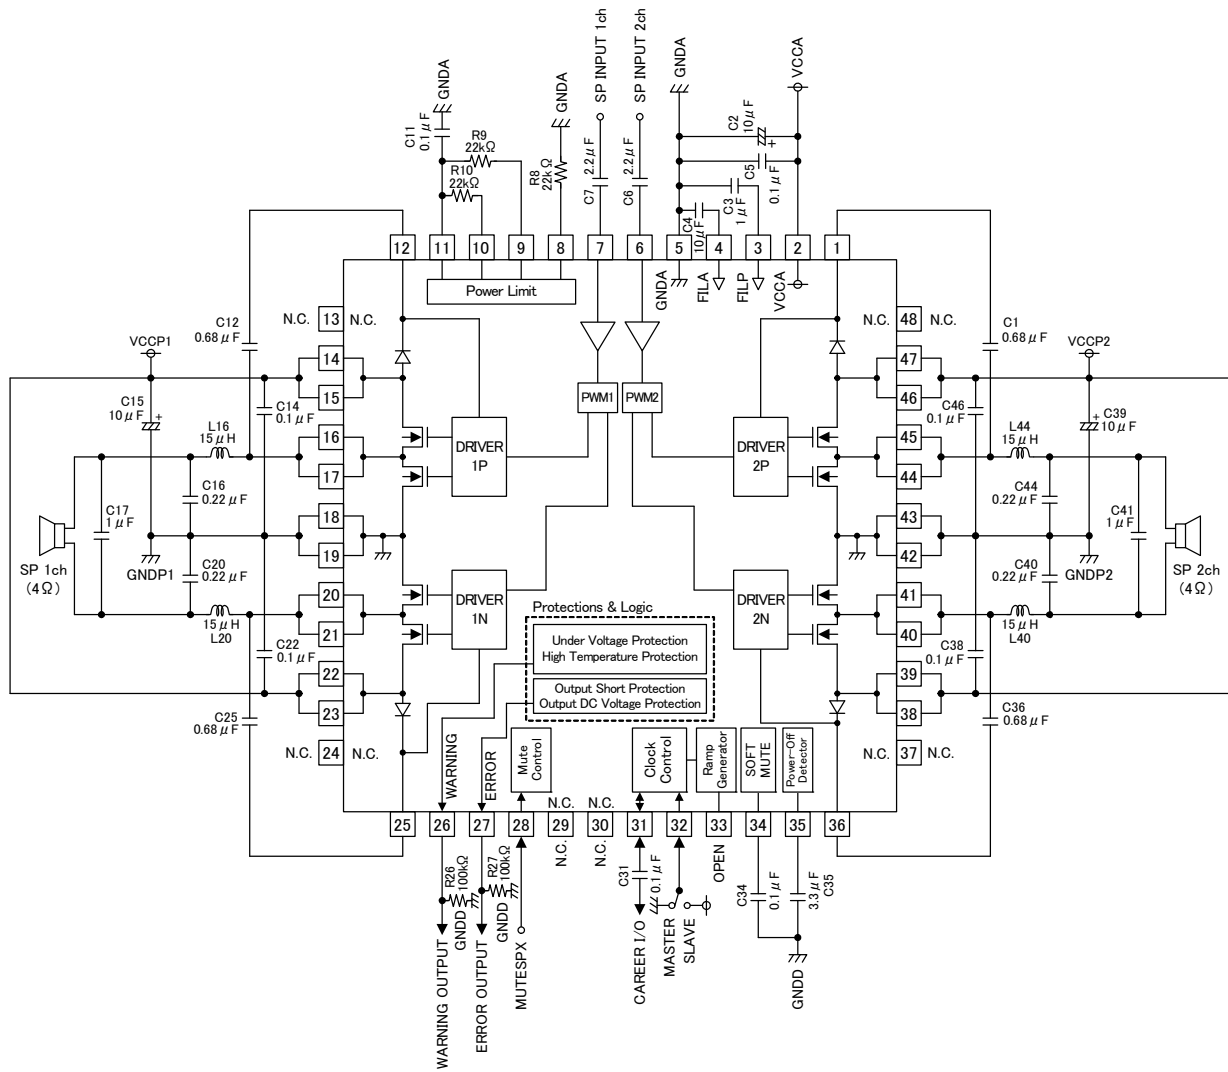 GNDA
C11
0.1μF
R9
22kΩ
R10
22kΩ
GNDA
R8
22kΩ
SP INPUT 1ch
C7 2.2μF
SP INPUT 2ch
C6 2.2μF
GNDA
VCCA
C2
10μF
+
C5
0.1μF
C3
1μF
C4
10μF
12
11
10
9
8
7
6
5
4
3
2
1
Power Limit
GNDA
FILA
FILP
VCCA
N.C.
13
N.C.
N.C.
48
N.C.
C12
0.68μF
C1
0.68μF
VCCP1
VCCP2
14
15
16
17
18
19
20
21
22
23
24
47
46
45
44
43
42
41
40
39
38
37
C15
10μF
+
C14
0.1μF
L16
15μH
C16
0.22μF
C17
1μF
SP 1ch
(4Ω)
GNDP1
C20
0.22μF
15μH
L20
C22
0.1μF
C25
0.68μF
N.C.
N.C.
PWM1
PWM2
DRIVER
1P
DRIVER
2P
DRIVER
1N
DRIVER
2N
Protections & Logic
Under Voltage Protection
High Temperature Protection
Output Short Protection
Output DC Voltage Protection
C46
0.1μF
+
C39
10μF
L44
15μH
C44
0.22μF
C41
1μF
SP 2ch
(4Ω)
GNDP2
C40
0.22μF
15μH
L40
C38
0.1μF
C36
0.68μF
N.C.
N.C.
WARNING
ERROR
Mute
Control
Clock
Control
Ramp
Generator
SOFT
MUTE
Power-Off
Detector
N.C.
N.C.
25
26
27
28
29
30
31
32
33
34
35
36
N.C.
N.C.
OPEN
R26
100kΩ
GNDD
R27
100kΩ
GNDD
C31
0.1μF
C34
0.1μF
3.3μF
C35
WARNING OUTPUT
ERROR OUTPUT
MUTESPX
CAREER I/O
MASTER
SLAVE
GNDD